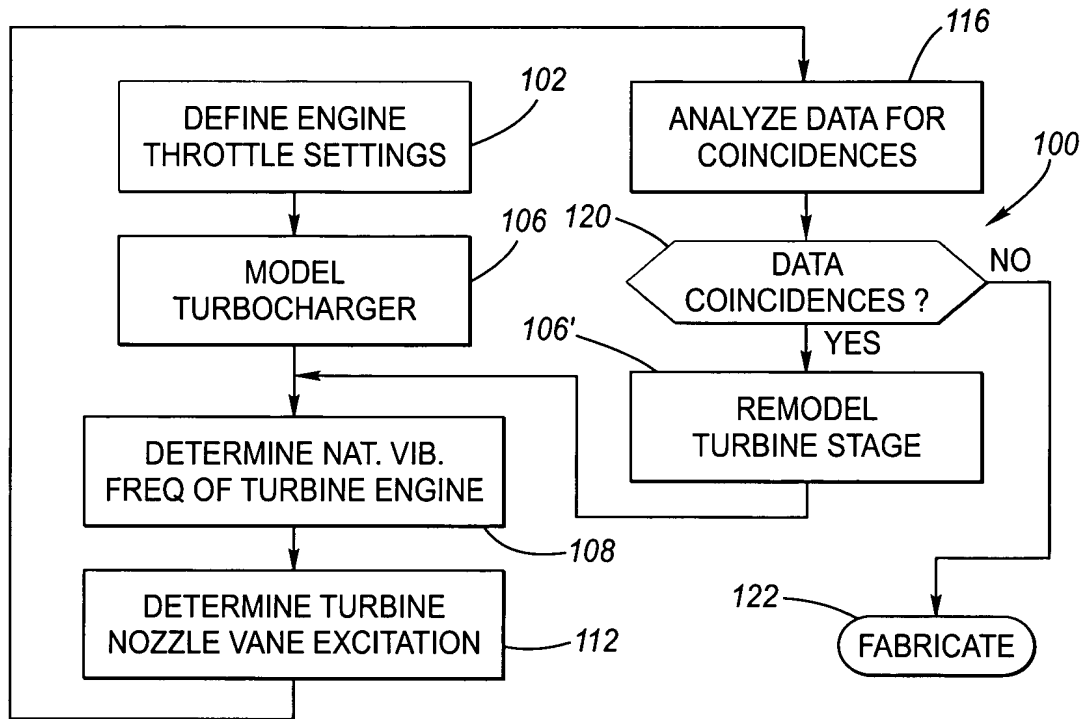 102
DEFINE ENGINE
THROTTLE SETTINGS
106
MODEL
TURBOCHARGER
DETERMINE NAT. VIB.
FREQ OF TURBINE ENGINE
108
DETERMINE TURBINE
NOZZLE VANE EXCITATION
112
116
ANALYZE DATA FOR
COINCIDENCES
100
120
DATA
COINCIDENCES ?
NO
YES
106'
REMODEL
TURBINE STAGE
122
FABRICATE